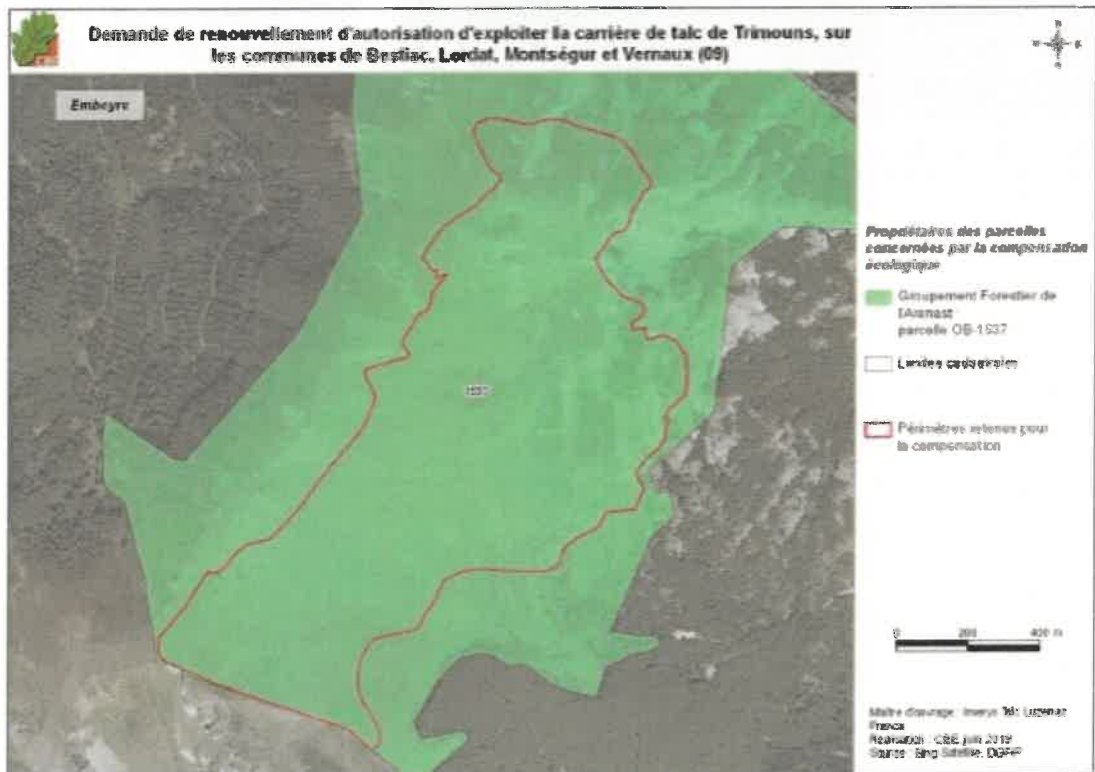 Demande de renouvellement d'autorisation d'exploiter la carrière de talc de Trimouns, sur
les communes de Bestiac, Lordat, Montségur et Vernaux (09)
Embeyre
Propriétaires des parcelles
concernées par la compensation
écologique
Groupement Forestier de
parcelle OB-1537
Limites cadastrales
Périmètres retenus pour
la compensation
1537
0 200 400 m
Maître d'ouvrage : Imerys Talc Luzenac
France
Réalisation : CBE juin 2019
Source : Bing Satellite, DGFIP